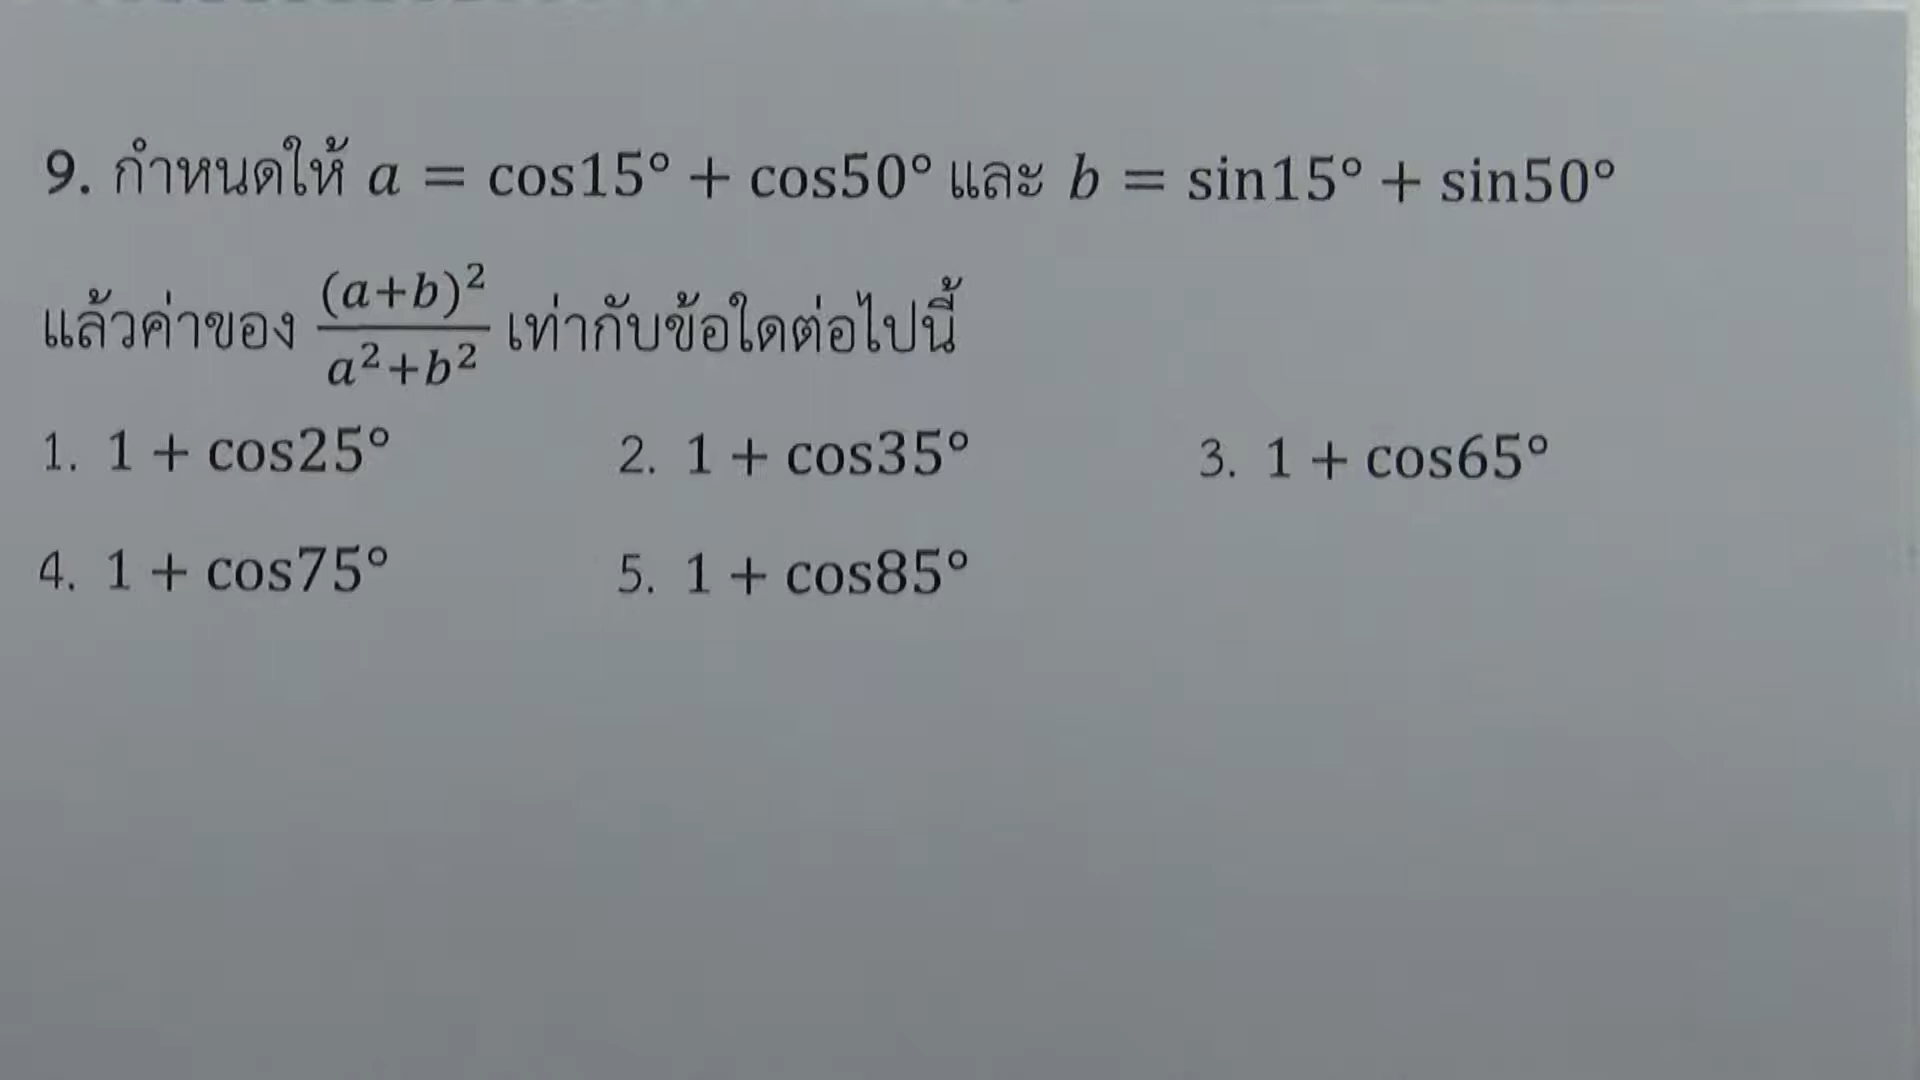 9. กำหนดให้ a = cos15° + cos50° และ b = sin15° + sin50°
แล้วค่าของ (a+b)²/a²+b² เท่ากับข้อใดต่อไปนี้
1. 1 + cos25° 2. 1 + cos35° 3. 1 + cos65°
4. 1 + cos75° 5. 1 + cos85°